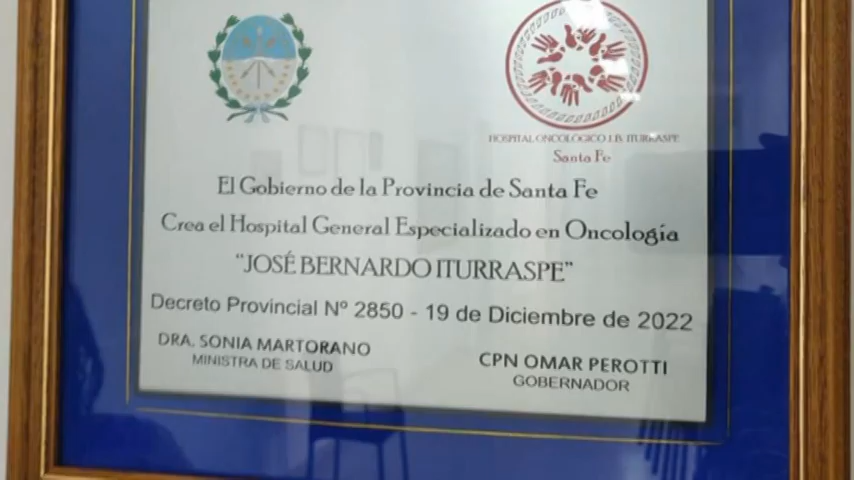 HOSPITAL ONCOLÓGICO J.B. ITURRASPE
Santa Fe
El Gobierno de la Provincia de Santa Fe
Crea el Hospital General Especializado en Oncología
"JOSÉ BERNARDO ITURRASPE"
Decreto Provincial Nº 2850 - 19 de Diciembre de 2022
DRA. SONIA MARTORANO
MINISTRA DE SALUD
CPN OMAR PEROTTI
GOBERNADOR